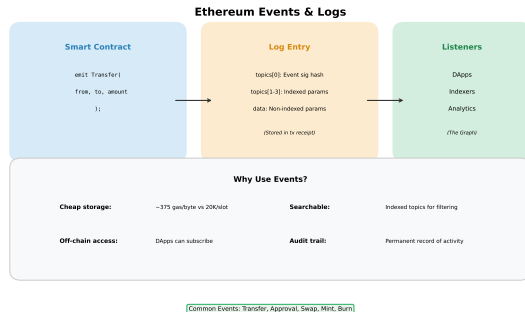 Ethereum Events & Logs
Smart Contract
emit Transfer(
from, to, amount
);
Log Entry
topics[0]: Event sig hash
topics[1-3]: Indexed params
data: Non-indexed params
(Stored in tx receipt)
Listeners
DApps
Indexers
Analytics
(The Graph)
Why Use Events?
Cheap storage: ~375 gas/byte vs 20K/slot
Searchable: Indexed topics for filtering
Off-chain access: DApps can subscribe
Audit trail: Permanent record of activity
Common Events: Transfer, Approval, Swap, Mint, Burn